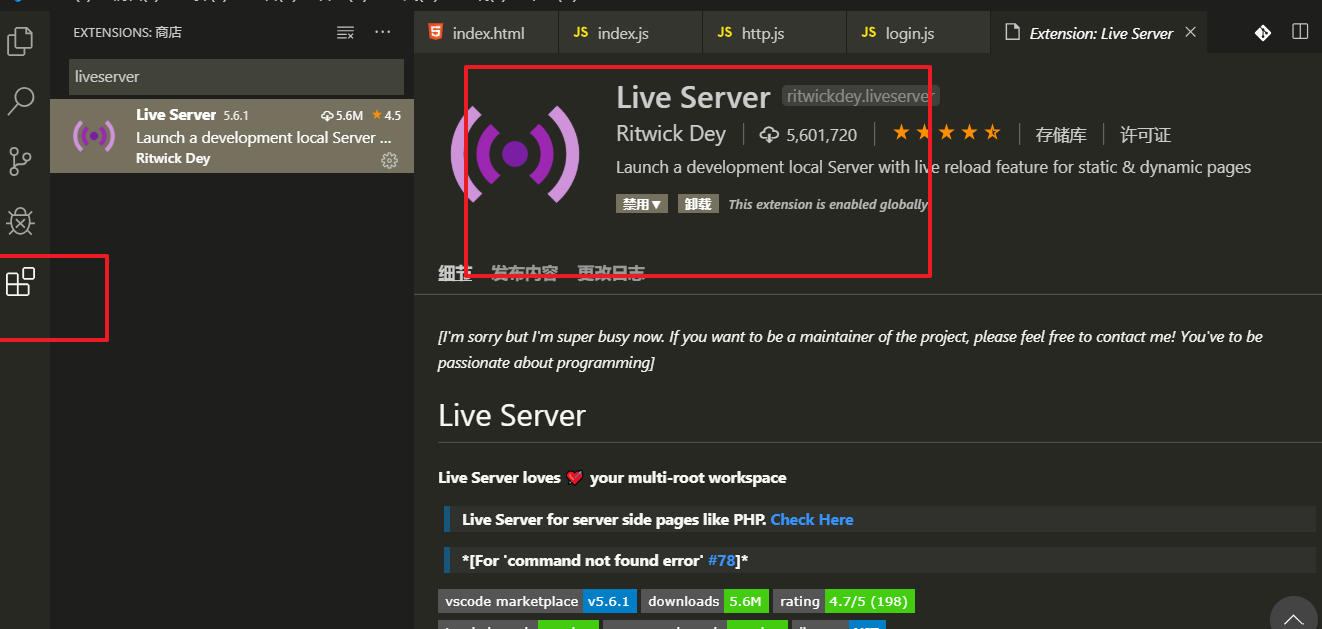 EXTENSIONS: 商店
liveserver
Live Server 5.6.1 5.6M ★ 4.5
Launch a development local Server ...
Ritwick Dey
index.html
JS index.js
JS http.js
JS login.js
Extension: Live Server
Live Server ritwickdey.liveserver
Ritwick Dey 5,601,720 存储库 许可证
Launch a development local Server with live reload feature for static & dynamic pages
禁用▼ 卸载 This extension is enabled globally
细节 发布内容 更改日志
[I'm sorry but I'm super busy now. If you want to be a maintainer of the project, please feel free to contact me! You've to be
passionate about programming]
Live Server
Live Server loves 💘 your multi-root workspace
Live Server for server side pages like PHP. Check Here
*[For 'command not found error' #78]*
vscode marketplace v5.6.1 downloads 5.6M rating 4.7/5 (198)